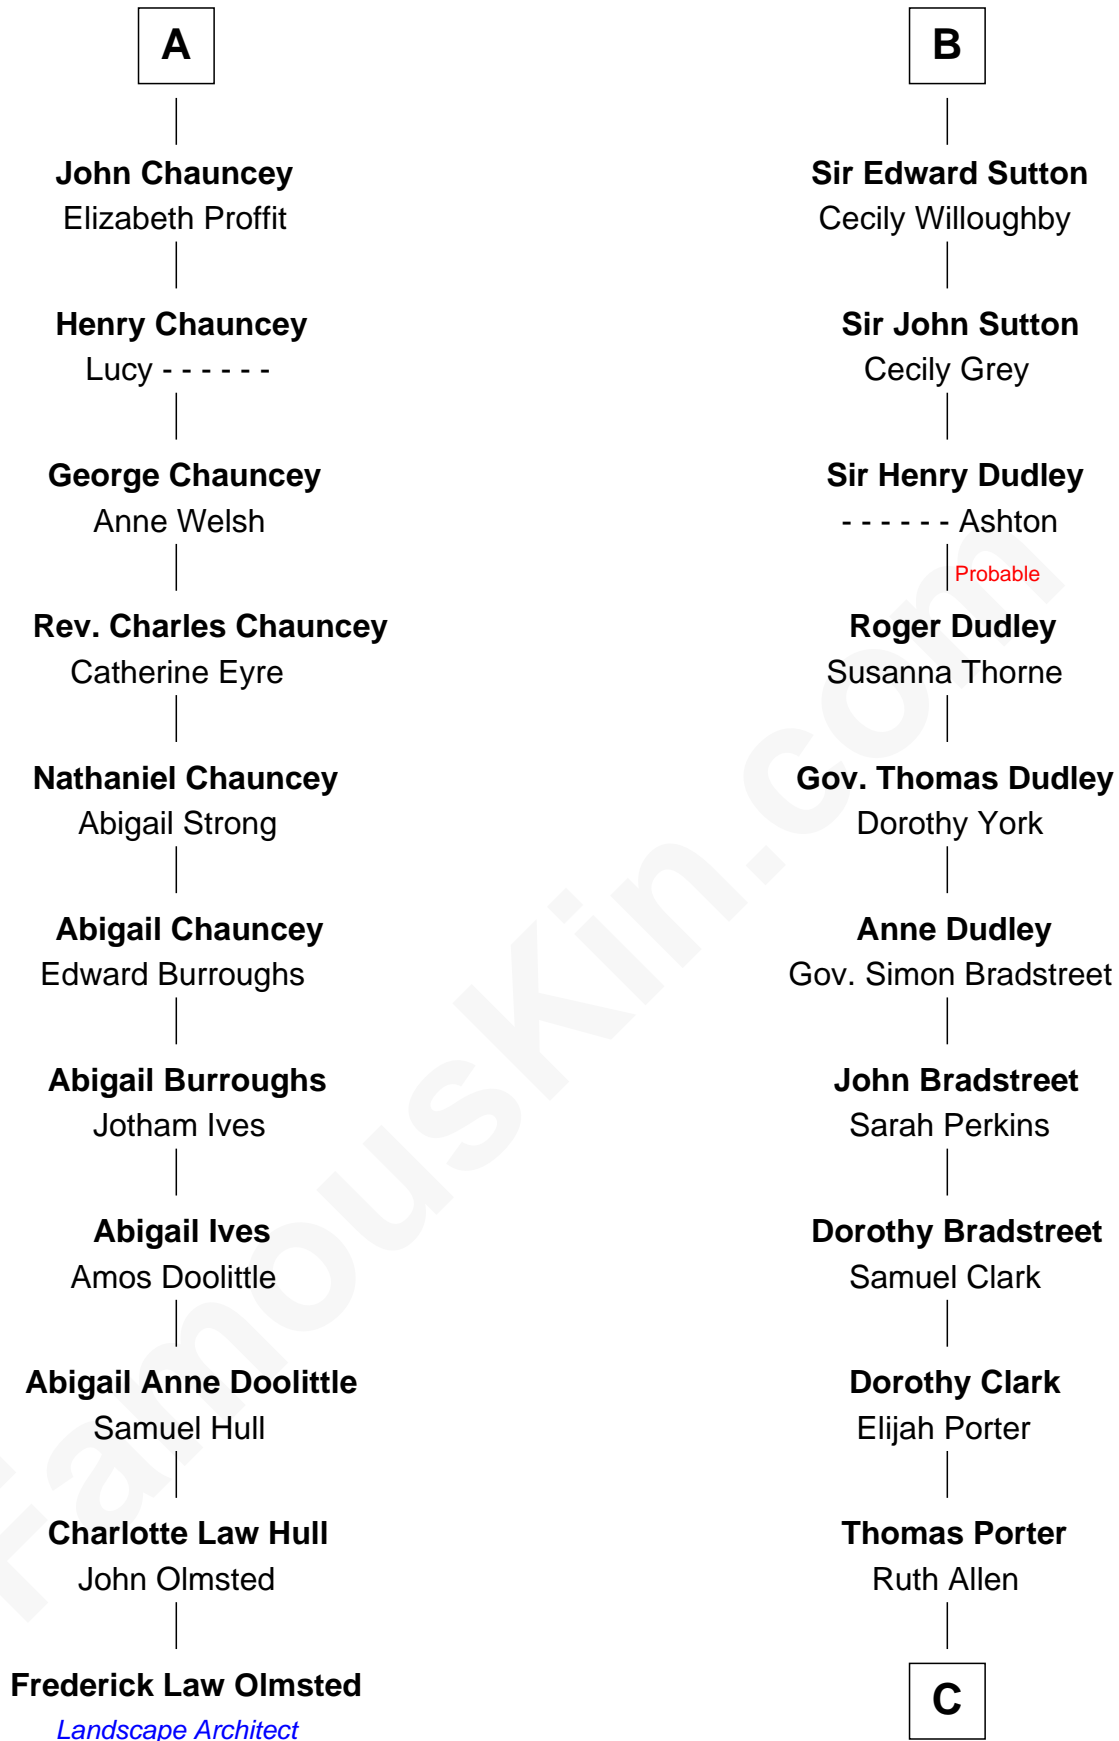 A
John Chauncey
Elizabeth Proffit
Henry Chauncey
Lucy - - - - - -
George Chauncey
Anne Welsh
Rev. Charles Chauncey
Catherine Eyre
Nathaniel Chauncey
Abigail Strong
Abigail Chauncey
Edward Burroughs
Abigail Burroughs
Jotham Ives
Abigail Ives
Amos Doolittle
Abigail Anne Doolittle
Samuel Hull
Charlotte Law Hull
John Olmsted
Frederick Law Olmsted
Landscape Architect
B
Sir Edward Sutton
Cecily Willoughby
Sir John Sutton
Cecily Grey
Sir Henry Dudley
- - - - - - Ashton
Probable
Roger Dudley
Susanna Thorne
Gov. Thomas Dudley
Dorothy York
Anne Dudley
Gov. Simon Bradstreet
John Bradstreet
Sarah Perkins
Dorothy Bradstreet
Samuel Clark
Dorothy Clark
Elijah Porter
Thomas Porter
Ruth Allen
C
FamousKin.com